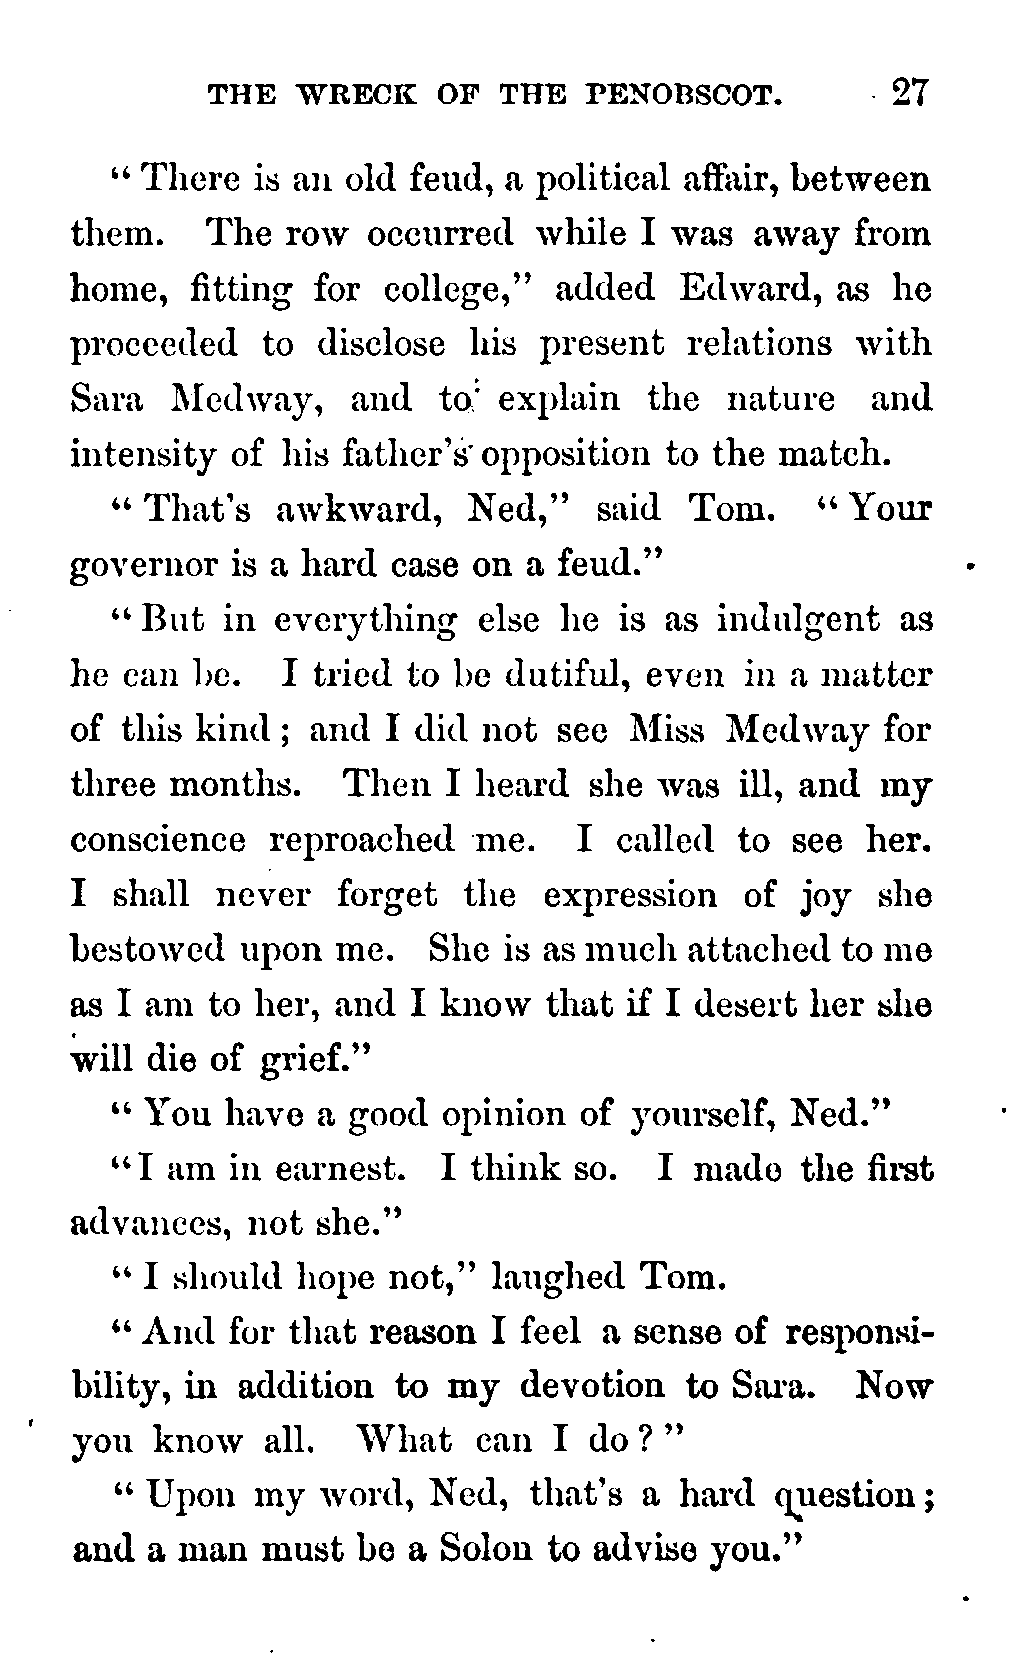 THE WRECK OF THE PENOBSCOT. 27
“There is an old feud, a political affair, between
them. The row occurred while I was away from
home, fitting for college,” added Edward, as he
proceeded to disclose his present relations with
Sara Medway, and to explain the nature and
intensity of his father's opposition to the match.
“That's awkward, Ned,” said Tom. “Your
governor is a hard case on a feud.”
“But in everything else he is as indulgent as
he can be. I tried to be dutiful, even in a matter
of this kind; and I did not see Miss Medway for
three months. Then I heard she was ill, and my
conscience reproached me. I called to see her.
I shall never forget the expression of joy she
bestowed upon me. She is as much attached to me
as I am to her, and I know that if I desert her she
will die of grief.”
“You have a good opinion of yourself, Ned.”
“I am in earnest. I think so. I made the first
advances, not she.”
“I should hope not,” laughed Tom.
“And for that reason I feel a sense of responsi-
bility, in addition to my devotion to Sara. Now
you know all. What can I do?”
“Upon my word, Ned, that's a hard question;
and a man must be a Solon to advise you.”